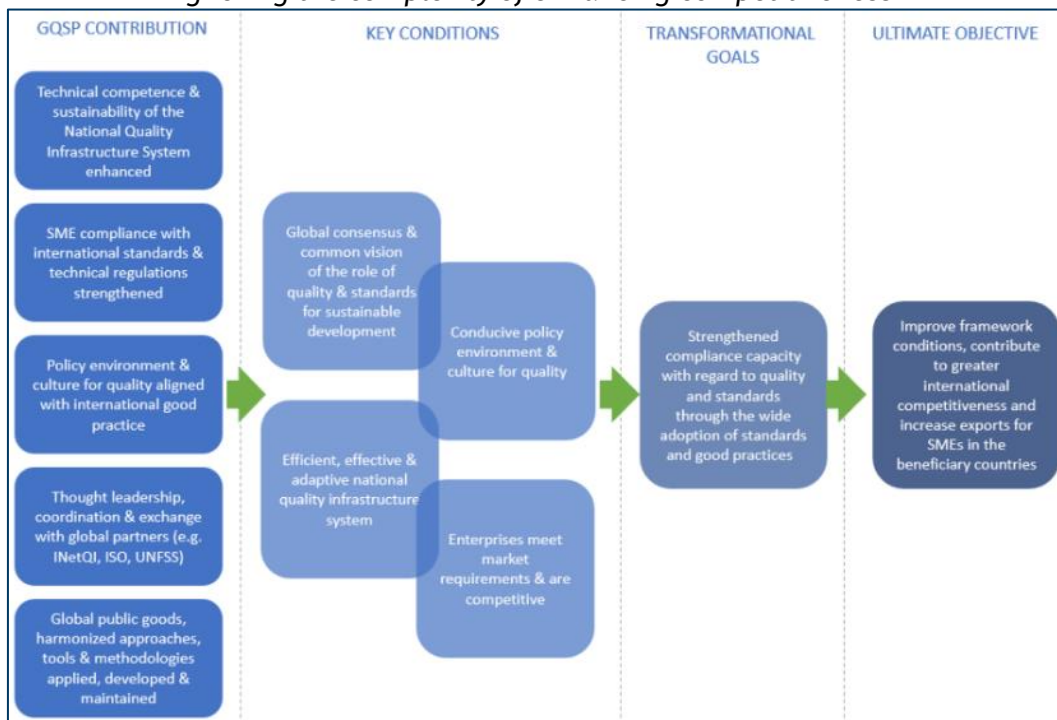 GQSP CONTRIBUTION
KEY CONDITIONS
TRANSFORMATIONAL
GOALS
ULTIMATE OBJECTIVE
Technical competence &
sustainability of the
National Quality
Infrastructure System
enhanced
SME compliance with
international standards &
technical regulations
strengthened
Policy environment &
culture for quality aligned
with international good
practice
Thought leadership,
coordination & exchange
with global partners (e.g.
INetQI, ISO, UNFSS)
Global public goods,
harmonized approaches,
tools & methodologies
applied, developed &
maintained
Global consensus &
common vision
of the role of
quality & standards
for sustainable
development
Conducive policy
environment &
culture for quality
Efficient, effective &
adaptive national
quality infrastructure
system
Enterprises meet
market
requirements & are
competitive
Strengthened
compliance capacity
with regard to quality
and standards
through the wide
adoption of standards
and good practices
Improve framework
conditions, contribute
to greater
international
competitiveness and
increase exports for
SMEs in the
beneficiary countries